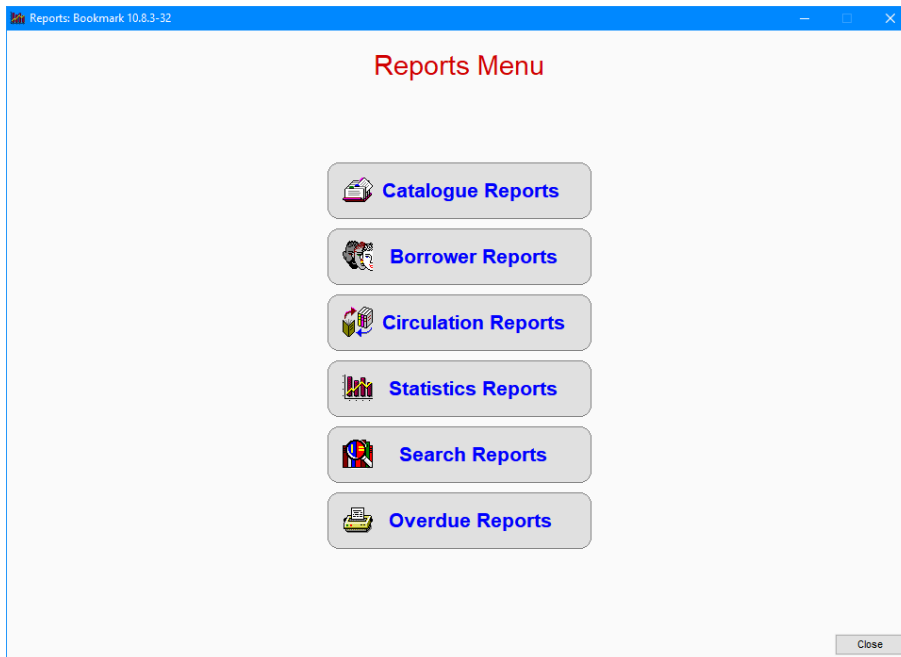 Reports: Bookmark 10.8.3-32
Reports Menu
Catalogue Reports
Borrower Reports
Circulation Reports
Statistics Reports
Search Reports
Overdue Reports
Close